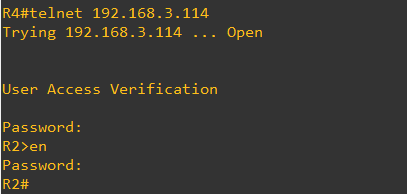 R4#telnet 192.168.3.114
Trying 192.168.3.114 ... Open
User Access Verification
Password:
R2>en
Password:
R2#